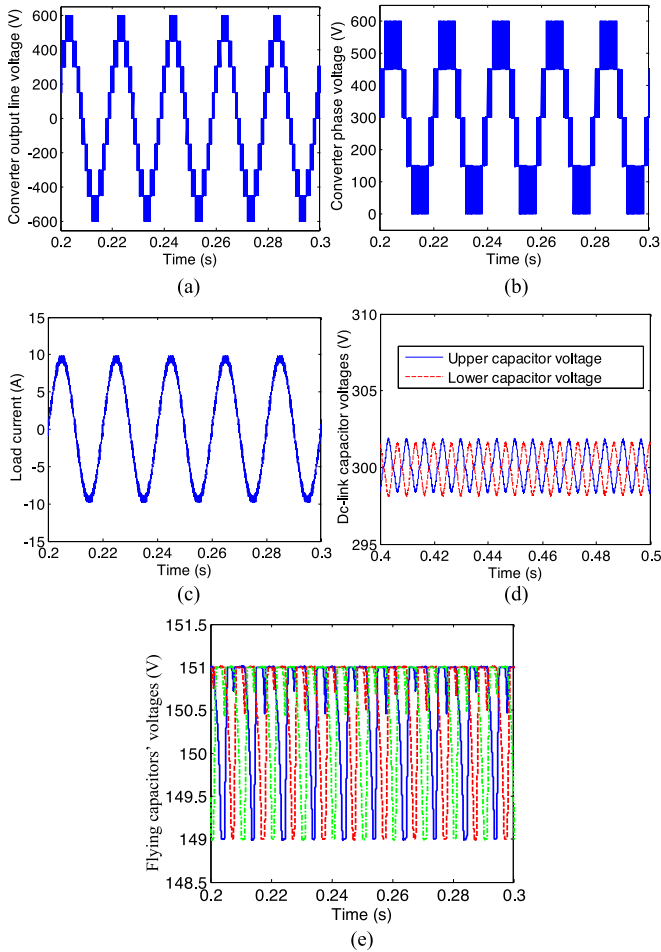 600
400
200
0
-200
-400
-600
Converter output line voltage (V)
0.2 0.22 0.24 0.26 0.28 0.3
Time (s)
(a)
600
500
400
300
200
100
0
Converter phase voltage (V)
0.2 0.22 0.24 0.26 0.28 0.3
Time (s)
(b)
15
10
5
0
-5
-10
-15
Load current (A)
0.2 0.22 0.24 0.26 0.28 0.3
Time (s)
(c)
310
305
300
295
Dc-link capacitor voltages (V)
Upper capacitor voltage
Lower capacitor voltage
0.4 0.42 0.44 0.46 0.48 0.5
Time (s)
(d)
151.5
151
150.5
150
149.5
149
148.5
Flying capacitors' voltages (V)
0.2 0.22 0.24 0.26 0.28 0.3
Time (s)
(e)